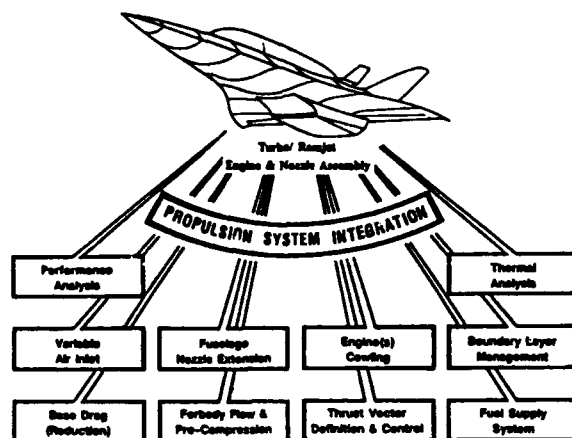 Turbo/ Ramjet
Engine & Nozzle Assembly
PROPULSION SYSTEM INTEGRATION
Performance
Analysis
Thermal
Analysis
Variable
Air Inlet
Fuselage
Nozzle Extension
Engine(s)
Cowling
Boundary Layer
Management
Base Drag
(Reduction)
Forbody Flow &
Pre-Compression
Thrust Vector
Definition & Control
Fuel Supply
System